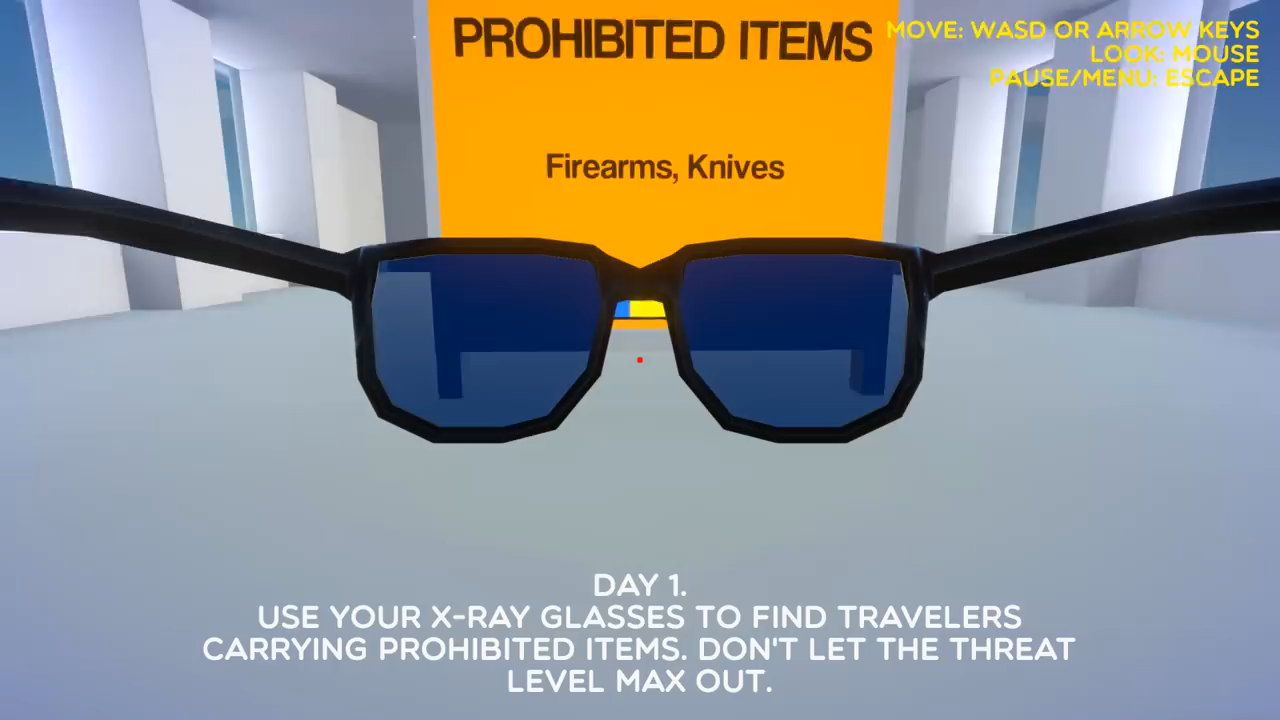 PROHIBITED ITEMS
MOVE: WASD OR ARROW KEYS
LOOK: MOUSE
PAUSE/MENU: ESCAPE
Firearms, Knives
DAY 1.
USE YOUR X-RAY GLASSES TO FIND TRAVELERS
CARRYING PROHIBITED ITEMS. DON'T LET THE THREAT
LEVEL MAX OUT.